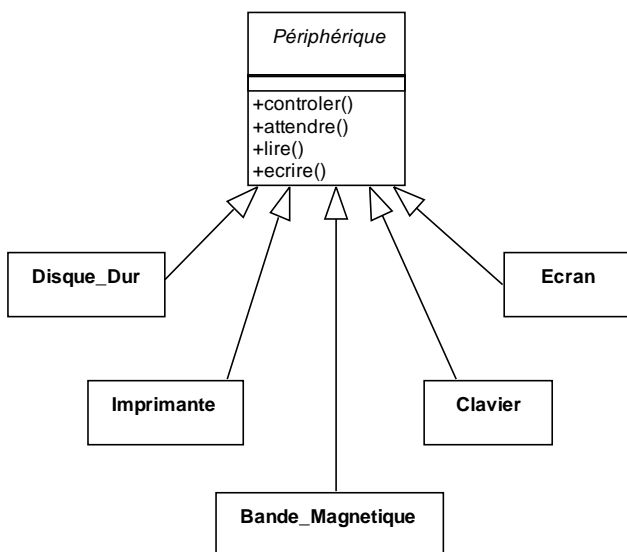 Périphérique
+controler()
+attendre()
+lire()
+ecrire()
Disque_Dur
Ecran
Imprimante
Clavier
Bande_Magnetique